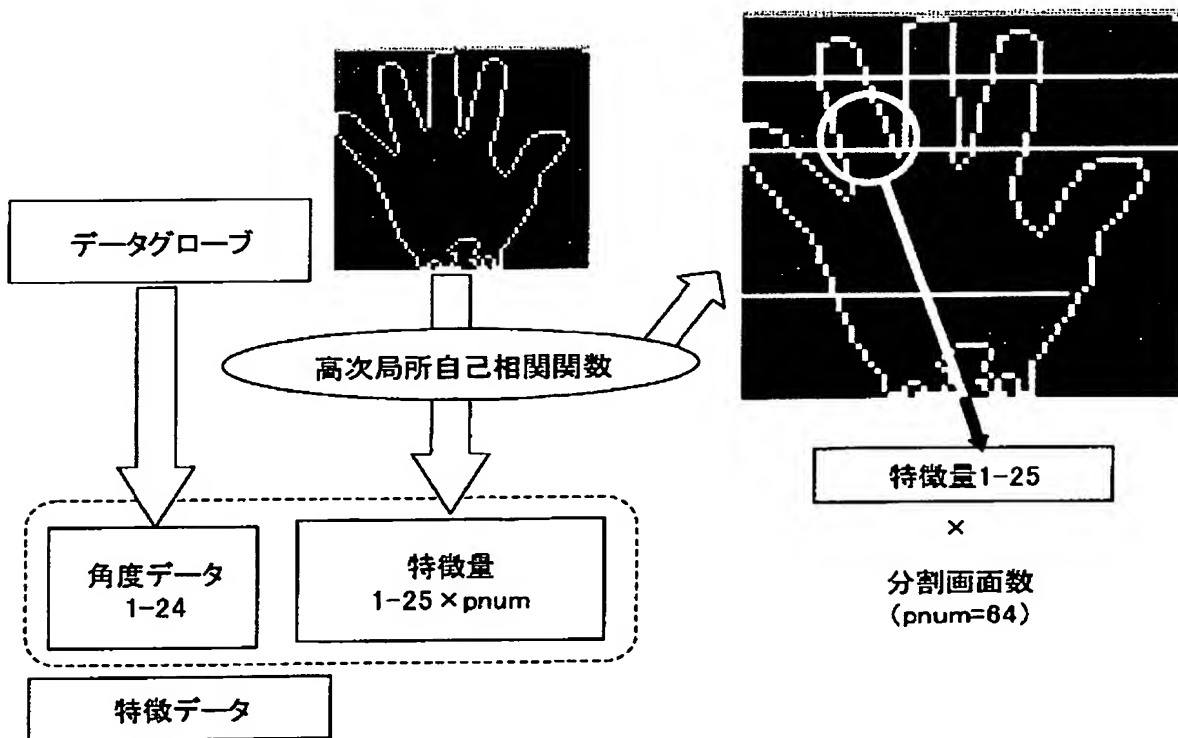 データグローブ
高次局所自己相関関数
角度データ
1-24
特徴量
1-25×pnum
特徴データ
特徴量1-25
×
分割画面数
(pnum=64)